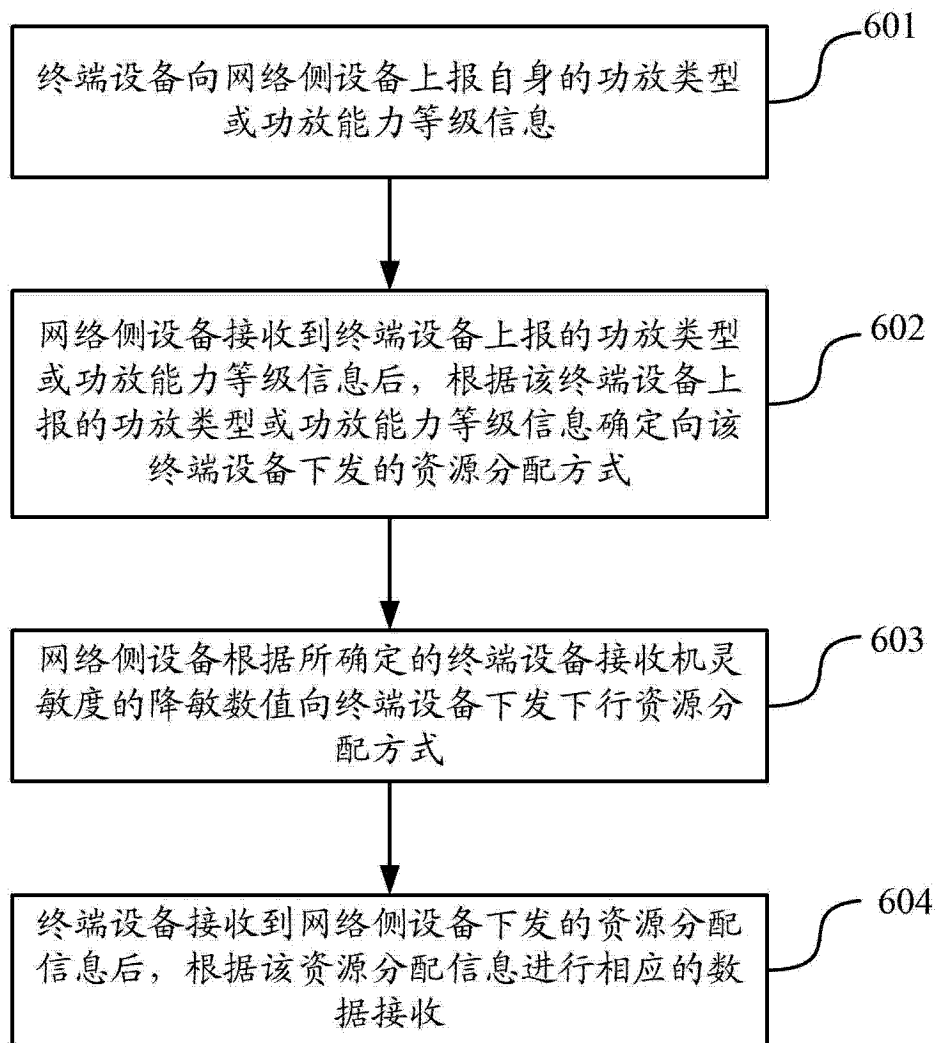 601
终端设备向网络侧设备上报自身的功放类型
或功放能力等级信息
602
网络侧设备接收到终端设备上报的功放类型
或功放能力等级信息后，根据该终端设备上
报的功放类型或功放能力等级信息确定向该
终端设备下发的资源分配方式
603
网络侧设备根据所确定的终端设备接收机灵
敏度的降敏数值向终端设备下发下行资源分
配方式
604
终端设备接收到网络侧设备下发的资源分配
信息后，根据该资源分配信息进行相应的数
据接收